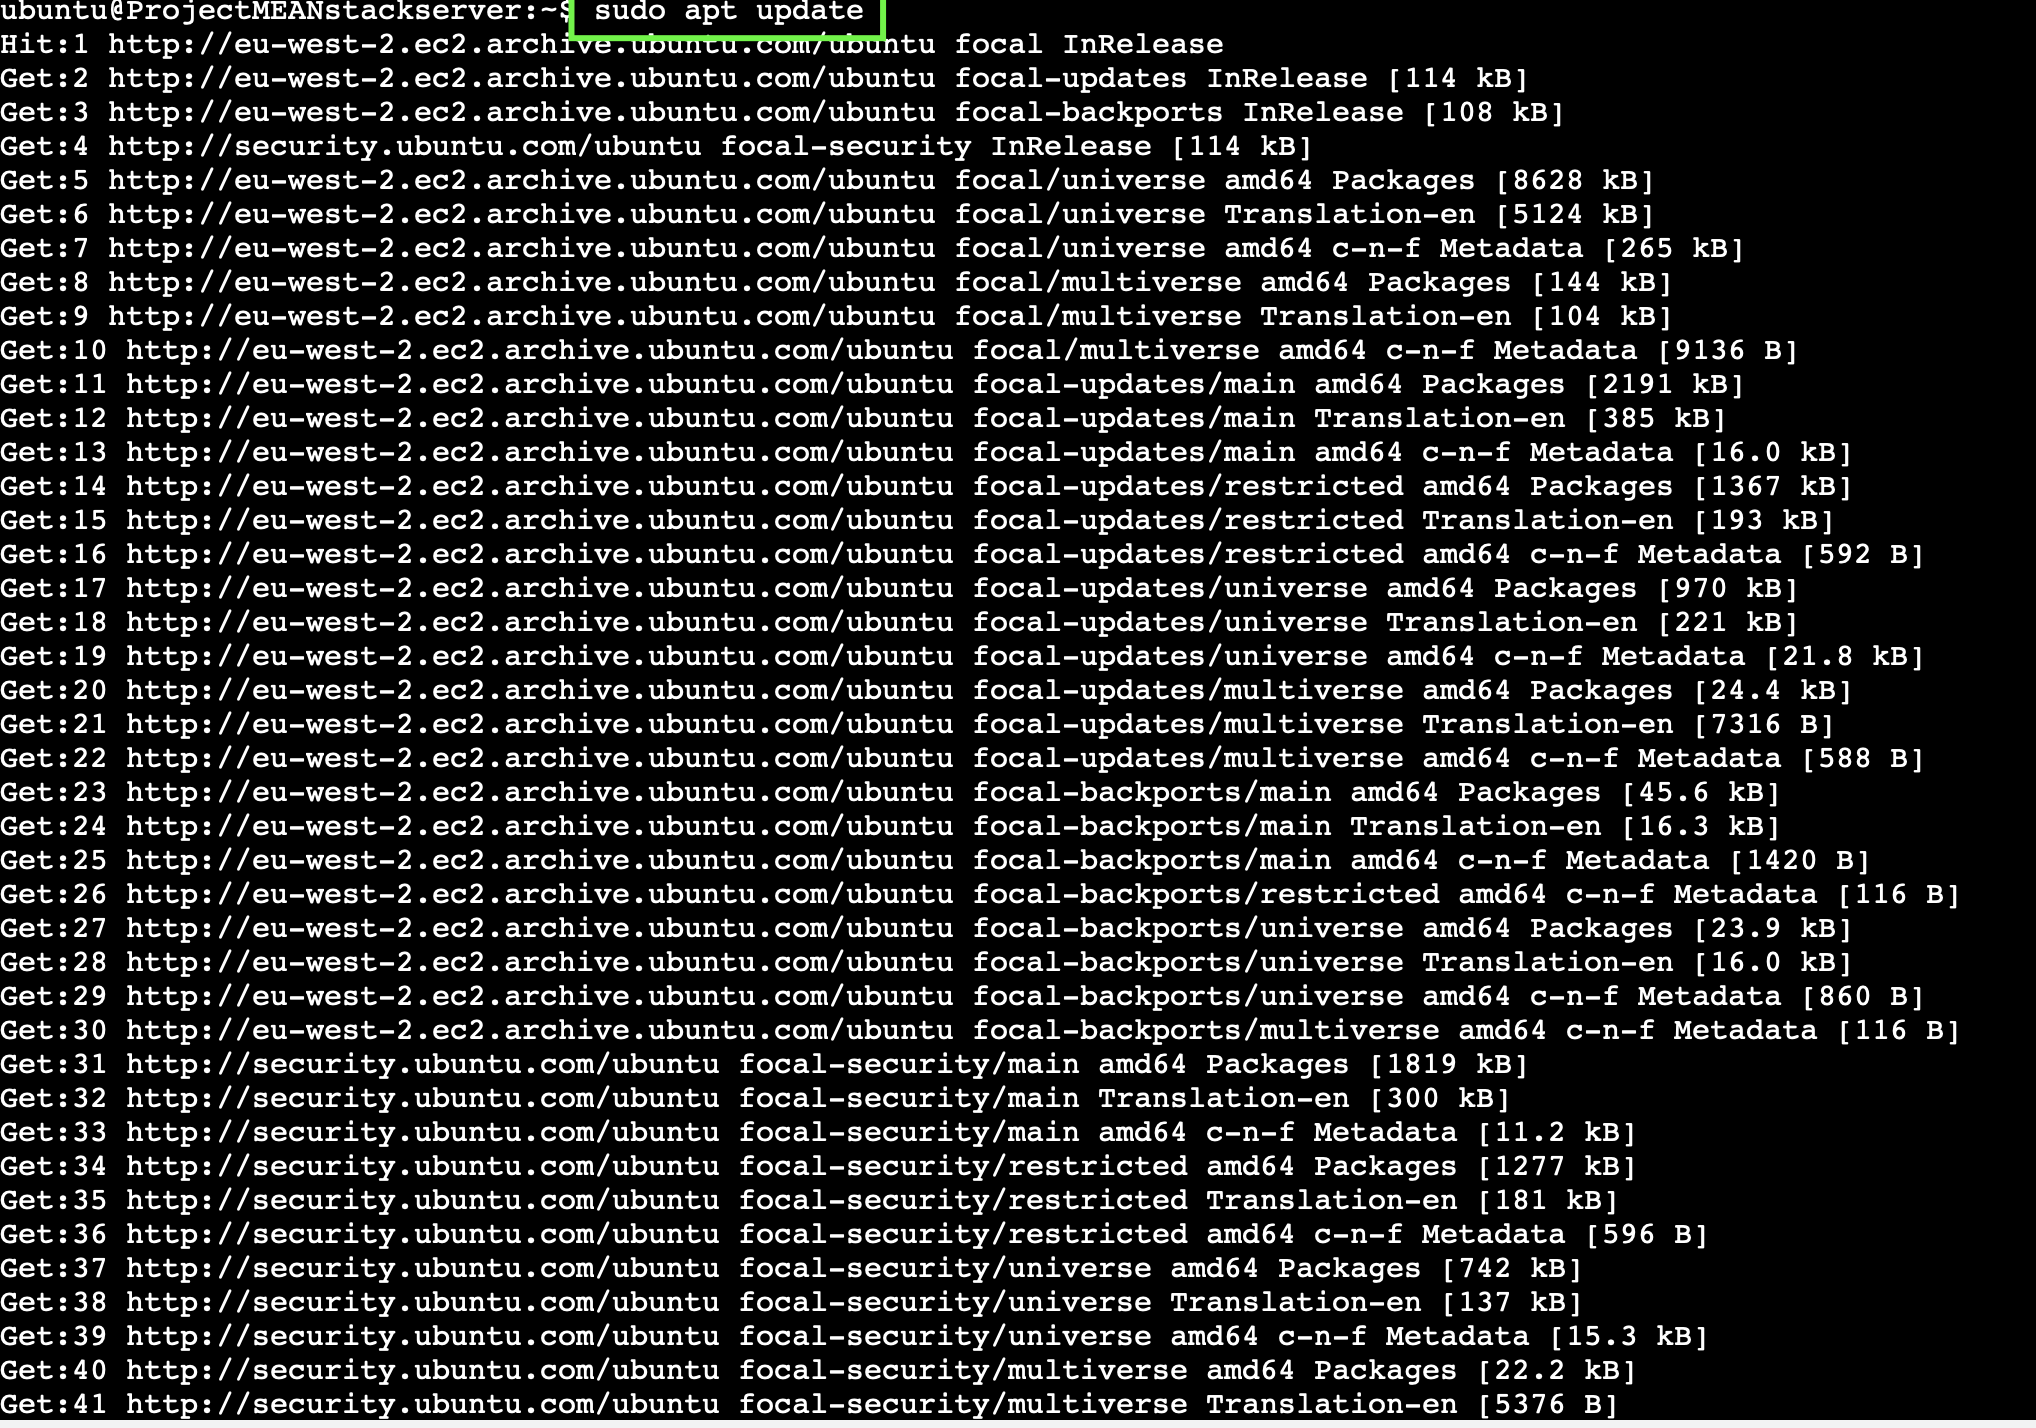 ubuntu@ProjectMEANstackserver:~$ sudo apt update
Hit:1 http://eu-west-2.ec2.archive.ubuntu.com/ubuntu focal InRelease
Get:2 http://eu-west-2.ec2.archive.ubuntu.com/ubuntu focal-updates InRelease [114 kB]
Get:3 http://eu-west-2.ec2.archive.ubuntu.com/ubuntu focal-backports InRelease [108 kB]
Get:4 http://security.ubuntu.com/ubuntu focal-security InRelease [114 kB]
Get:5 http://eu-west-2.ec2.archive.ubuntu.com/ubuntu focal/universe amd64 Packages [8628 kB]
Get:6 http://eu-west-2.ec2.archive.ubuntu.com/ubuntu focal/universe Translation-en [5124 kB]
Get:7 http://eu-west-2.ec2.archive.ubuntu.com/ubuntu focal/universe amd64 c-n-f Metadata [265 kB]
Get:8 http://eu-west-2.ec2.archive.ubuntu.com/ubuntu focal/multiverse amd64 Packages [144 kB]
Get:9 http://eu-west-2.ec2.archive.ubuntu.com/ubuntu focal/multiverse Translation-en [104 kB]
Get:10 http://eu-west-2.ec2.archive.ubuntu.com/ubuntu focal/multiverse amd64 c-n-f Metadata [9136 B]
Get:11 http://eu-west-2.ec2.archive.ubuntu.com/ubuntu focal-updates/main amd64 Packages [2191 kB]
Get:12 http://eu-west-2.ec2.archive.ubuntu.com/ubuntu focal-updates/main Translation-en [385 kB]
Get:13 http://eu-west-2.ec2.archive.ubuntu.com/ubuntu focal-updates/main amd64 c-n-f Metadata [16.0 kB]
Get:14 http://eu-west-2.ec2.archive.ubuntu.com/ubuntu focal-updates/restricted amd64 Packages [1367 kB]
Get:15 http://eu-west-2.ec2.archive.ubuntu.com/ubuntu focal-updates/restricted Translation-en [193 kB]
Get:16 http://eu-west-2.ec2.archive.ubuntu.com/ubuntu focal-updates/restricted amd64 c-n-f Metadata [592 B]
Get:17 http://eu-west-2.ec2.archive.ubuntu.com/ubuntu focal-updates/universe amd64 Packages [970 kB]
Get:18 http://eu-west-2.ec2.archive.ubuntu.com/ubuntu focal-updates/universe Translation-en [221 kB]
Get:19 http://eu-west-2.ec2.archive.ubuntu.com/ubuntu focal-updates/universe amd64 c-n-f Metadata [21.8 kB]
Get:20 http://eu-west-2.ec2.archive.ubuntu.com/ubuntu focal-updates/multiverse amd64 Packages [24.4 kB]
Get:21 http://eu-west-2.ec2.archive.ubuntu.com/ubuntu focal-updates/multiverse Translation-en [7316 B]
Get:22 http://eu-west-2.ec2.archive.ubuntu.com/ubuntu focal-updates/multiverse amd64 c-n-f Metadata [588 B]
Get:23 http://eu-west-2.ec2.archive.ubuntu.com/ubuntu focal-backports/main amd64 Packages [45.6 kB]
Get:24 http://eu-west-2.ec2.archive.ubuntu.com/ubuntu focal-backports/main Translation-en [16.3 kB]
Get:25 http://eu-west-2.ec2.archive.ubuntu.com/ubuntu focal-backports/main amd64 c-n-f Metadata [1420 B]
Get:26 http://eu-west-2.ec2.archive.ubuntu.com/ubuntu focal-backports/restricted amd64 c-n-f Metadata [116 B]
Get:27 http://eu-west-2.ec2.archive.ubuntu.com/ubuntu focal-backports/universe amd64 Packages [23.9 kB]
Get:28 http://eu-west-2.ec2.archive.ubuntu.com/ubuntu focal-backports/universe Translation-en [16.0 kB]
Get:29 http://eu-west-2.ec2.archive.ubuntu.com/ubuntu focal-backports/universe amd64 c-n-f Metadata [860 B]
Get:30 http://eu-west-2.ec2.archive.ubuntu.com/ubuntu focal-backports/multiverse amd64 c-n-f Metadata [116 B]
Get:31 http://security.ubuntu.com/ubuntu focal-security/main amd64 Packages [1819 kB]
Get:32 http://security.ubuntu.com/ubuntu focal-security/main Translation-en [300 kB]
Get:33 http://security.ubuntu.com/ubuntu focal-security/main amd64 c-n-f Metadata [11.2 kB]
Get:34 http://security.ubuntu.com/ubuntu focal-security/restricted amd64 Packages [1277 kB]
Get:35 http://security.ubuntu.com/ubuntu focal-security/restricted Translation-en [181 kB]
Get:36 http://security.ubuntu.com/ubuntu focal-security/restricted amd64 c-n-f Metadata [596 B]
Get:37 http://security.ubuntu.com/ubuntu focal-security/universe amd64 Packages [742 kB]
Get:38 http://security.ubuntu.com/ubuntu focal-security/universe Translation-en [137 kB]
Get:39 http://security.ubuntu.com/ubuntu focal-security/universe amd64 c-n-f Metadata [15.3 kB]
Get:40 http://security.ubuntu.com/ubuntu focal-security/multiverse amd64 Packages [22.2 kB]
Get:41 http://security.ubuntu.com/ubuntu focal-security/multiverse Translation-en [5376 B]